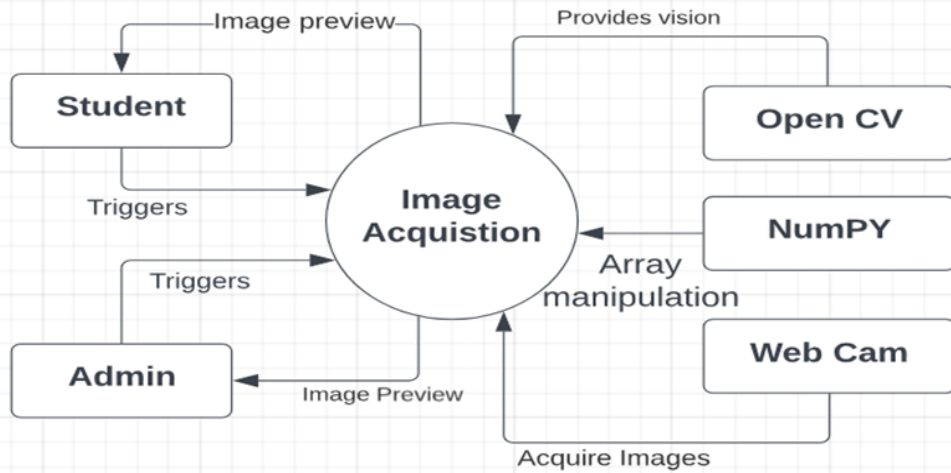 Image preview
Provides vision
Student
Open CV
Triggers
Image
Acquistion
NumPY
Array
manipulation
Triggers
Web Cam
Admin
Image Preview
Acquire Images